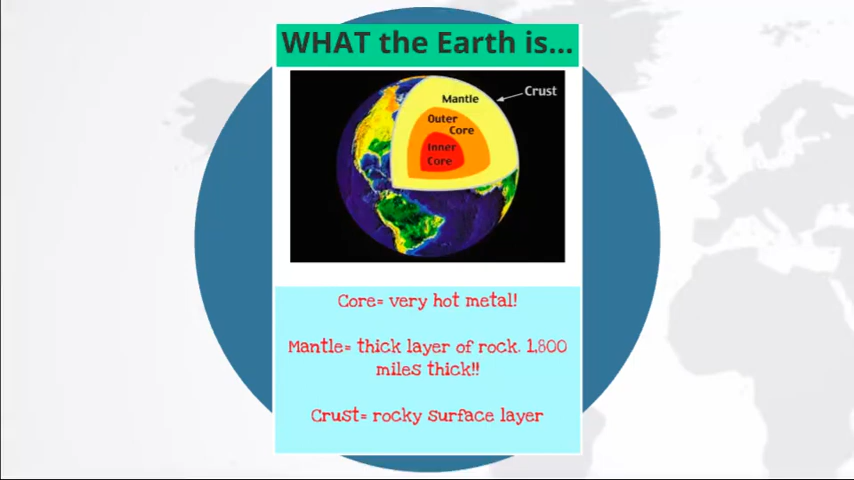 WHAT the Earth is...
Mantle
Crust
Outer
Core
Inner
Core
Core= very hot metal!
Mantle= thick layer of rock. 1,800
miles thick!!
Crust= rocky surface layer